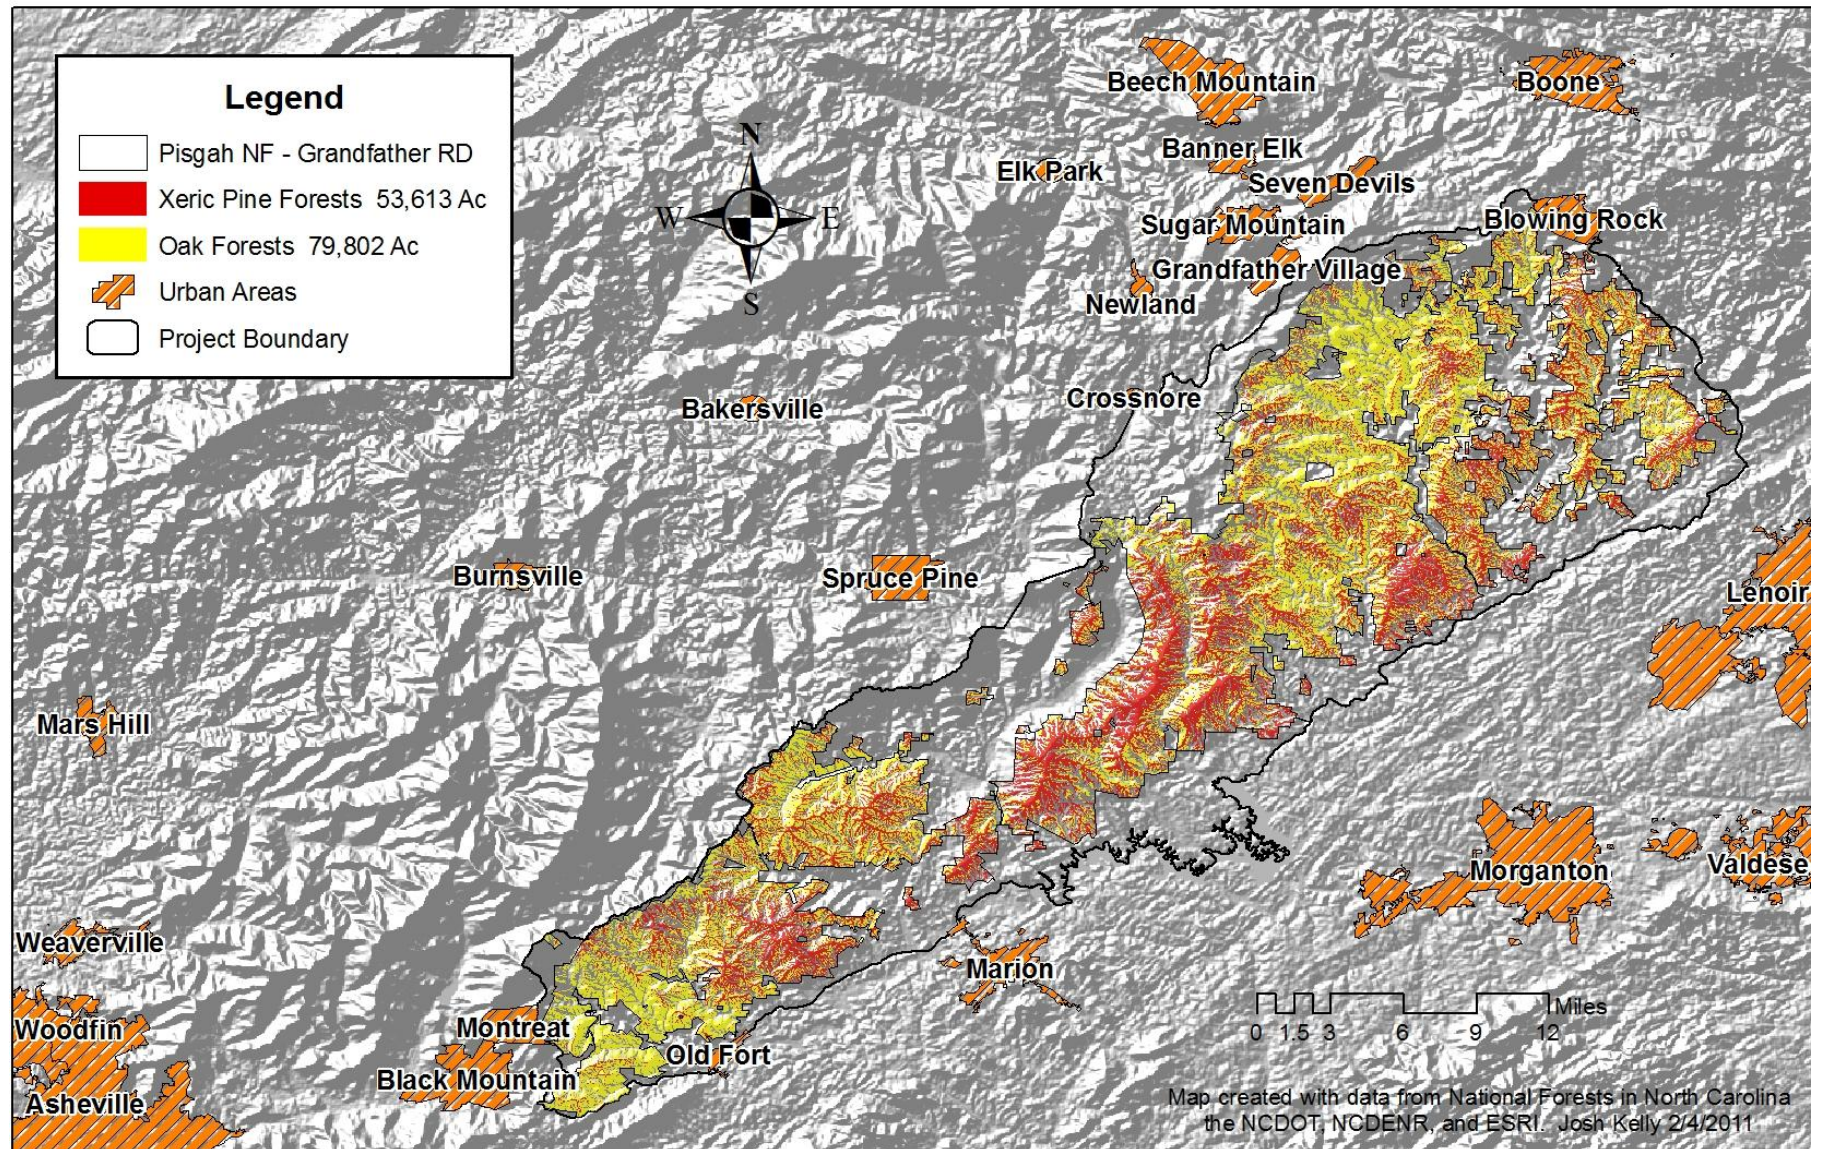 Legend
Pisgah NF - Grandfather RD
Xeric Pine Forests 53,613 Ac
Oak Forests 79,802 Ac
Urban Areas
Project Boundary
N
W
E
S
Beech Mountain
Boone
Banner Elk
Elk Park
Seven Devils
Sugar Mountain
Blowing Rock
Grandfather Village
Newland
Crossnore
Bakersville
Burnsville
Spruce Pine
Lenoir
Mars Hill
Morganton
Valdese
Weaverville
Marion
Woodfin
Montreat
Old Fort
Black Mountain
Asheville
Miles
0 1.5 3 6 9 12
Map created with data from National Forests in North Carolina
the NCDOT, NCDENR, and ESRI. Josh Kelly 2/4/2011